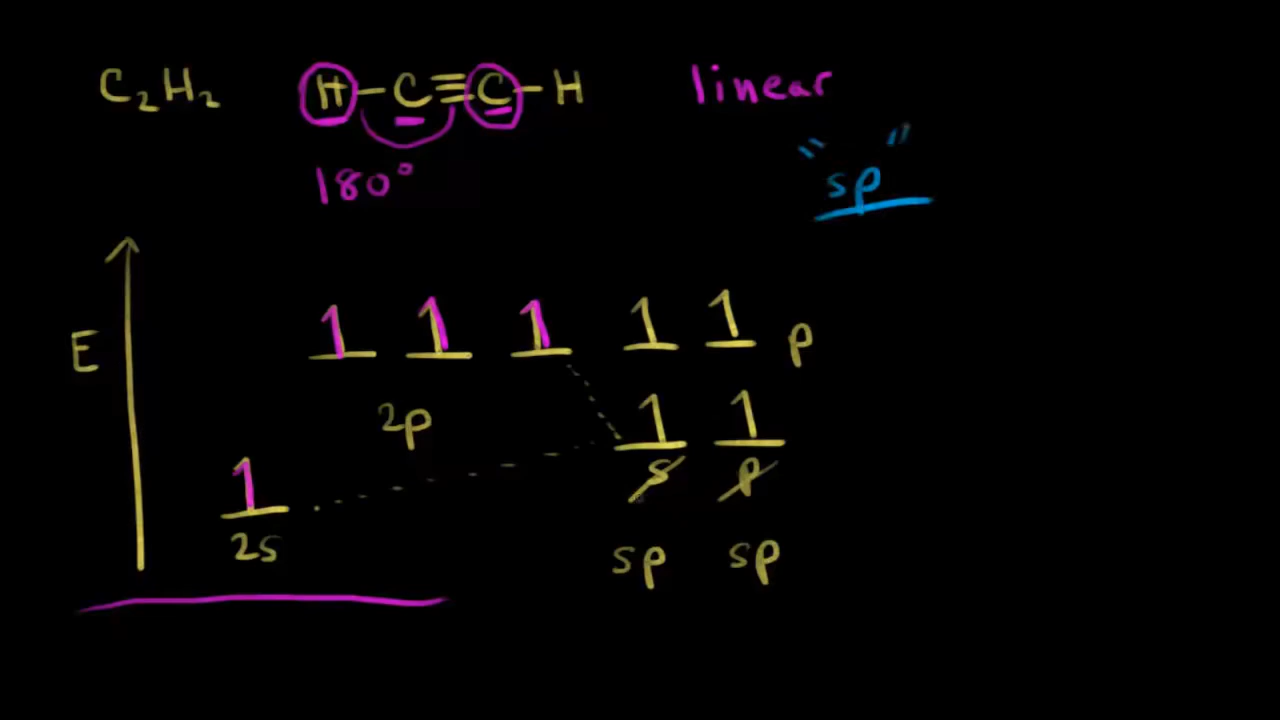 C₂H₂ H-C≡C-H linear
180° "sp"
E 1 1 1 1 1 p
2p 1 1
1 s p
2s sp sp